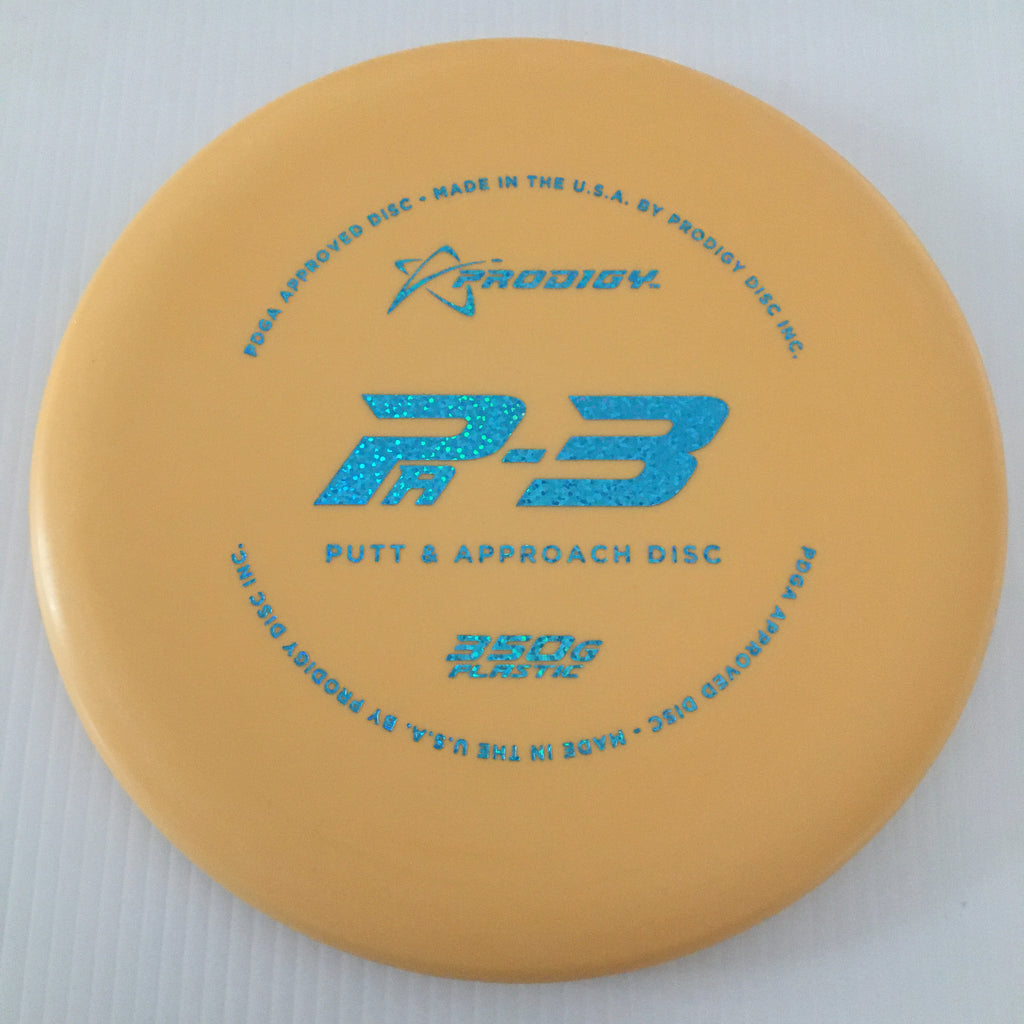 PDGA APPROVED DISC - MADE IN THE U.S.A. BY PRODIGY DISC INC.
PRODIGY
PA-3
PUTT & APPROACH DISC
350G
PLASTIC
PDGA APPROVED DISC - MADE IN THE U.S.A. BY PRODIGY DISC INC.